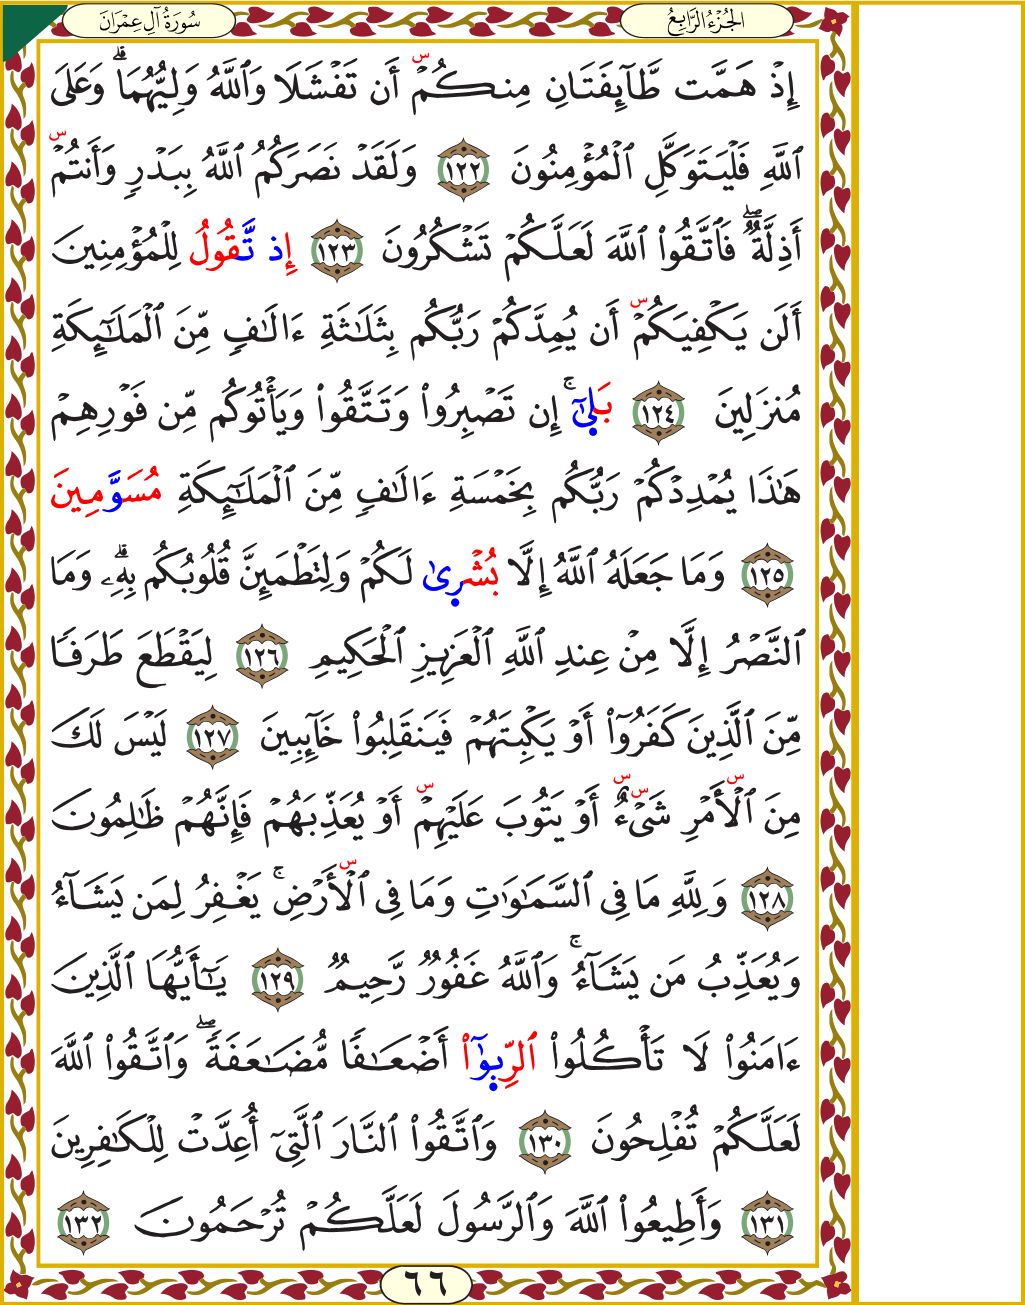 الجُزْءُ الرَّابِعُ
سُورَةُ آلِ عِمْرَانَ
إِذْ هَمَّت طَّآئِفَتَانِ مِنكُمْ أَن تَفْشَلَا وَٱللَّهُ وَلِيُّهُمَا ۗ وَعَلَى
ٱللَّهِ فَلْيَتَوَكَّلِ ٱلْمُؤْمِنُونَ ١٢٢ وَلَقَدْ نَصَرَكُمُ ٱللَّهُ بِبَدْرٍ وَأَنتُمْ
أَذِلَّةٌ ۖ فَٱتَّقُوا۟ ٱللَّهَ لَعَلَّكُمْ تَشْكُرُونَ ١٢٣ إِذ تَّقُولُ لِلْمُؤْمِنِينَ
أَلَن يَكْفِيَكُمْ أَن يُمِدَّكُمْ رَبُّكُم بِثَلَٰثَةِ ءَالَٰفٍ مِّنَ ٱلْمَلَٰٓئِكَةِ
مُنزَلِينَ ١٢٤ بَلَىٰٓ ۚ إِن تَصْبِرُوا۟ وَتَتَّقُوا۟ وَيَأْتُوكُم مِّن فَوْرِهِمْ
هَٰذَا يُمْدِدْكُمْ رَبُّكُم بِخَمْسَةِ ءَالَٰفٍ مِّنَ ٱلْمَلَٰٓئِكَةِ مُسَوَّمِينَ
١٢٥ وَمَا جَعَلَهُ ٱللَّهُ إِلَّا بُشْرَىٰ لَكُمْ وَلِتَطْمَئِنَّ قُلُوبُكُم بِهِۦ ۗ وَمَا
ٱلنَّصْرُ إِلَّا مِنْ عِندِ ٱللَّهِ ٱلْعَزِيزِ ٱلْحَكِيمِ ١٢٦ لِيَقْطَعَ طَرَفًا
مِّنَ ٱلَّذِينَ كَفَرُوٓا۟ أَوْ يَكْبِتَهُمْ فَيَنقَلِبُوا۟ خَآئِبِينَ ١٢٧ لَيْسَ لَكَ
مِنَ ٱلْأَمْرِ شَىْءٌ أَوْ يَتُوبَ عَلَيْهِمْ أَوْ يُعَذِّبَهُمْ فَإِنَّهُمْ ظَٰلِمُونَ
١٢٨ وَلِلَّهِ مَا فِى ٱلسَّمَٰوَٰتِ وَمَا فِى ٱلْأَرْضِ ۚ يَغْفِرُ لِمَن يَشَآءُ
وَيُعَذِّبُ مَن يَشَآءُ ۚ وَٱللَّهُ غَفُورٌ رَّحِيمٌ ١٢٩ يَٰٓأَيُّهَا ٱلَّذِينَ
ءَامَنُوا۟ لَا تَأْكُلُوا۟ ٱلرِّبَوٰٓا۟ أَضْعَٰفًا مُّضَٰعَفَةً ۖ وَٱتَّقُوا۟ ٱللَّهَ
لَعَلَّكُمْ تُفْلِحُونَ ١٣٠ وَٱتَّقُوا۟ ٱلنَّارَ ٱلَّتِىٓ أُعِدَّتْ لِلْكَٰفِرِينَ
١٣١ وَأَطِيعُوا۟ ٱللَّهَ وَٱلرَّسُولَ لَعَلَّكُمْ تُرْحَمُونَ ١٣٢
٦٦